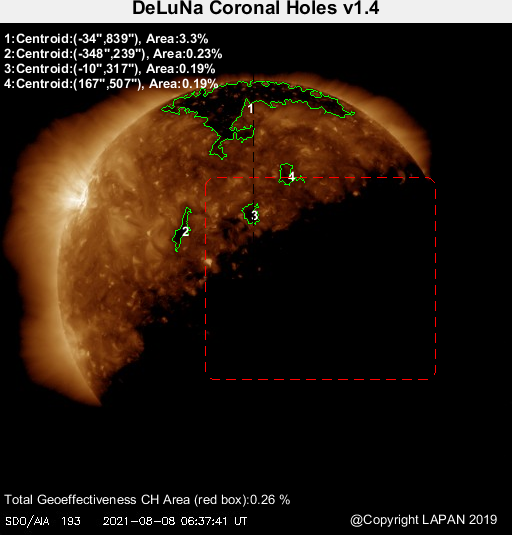 DeLuNa Coronal Holes v1.4
1:Centroid:(-34",839"), Area:3.3%
2:Centroid:(-348",239"), Area:0.23%
3:Centroid:(-10",317"), Area:0.19%
4:Centroid:(167",507"), Area:0.19%
1
4
3
2
Total Geoeffectiveness CH Area (red box):0.26 %
SDO/AIA 193 2021-08-08 06:37:41 UT
@Copyright LAPAN 2019